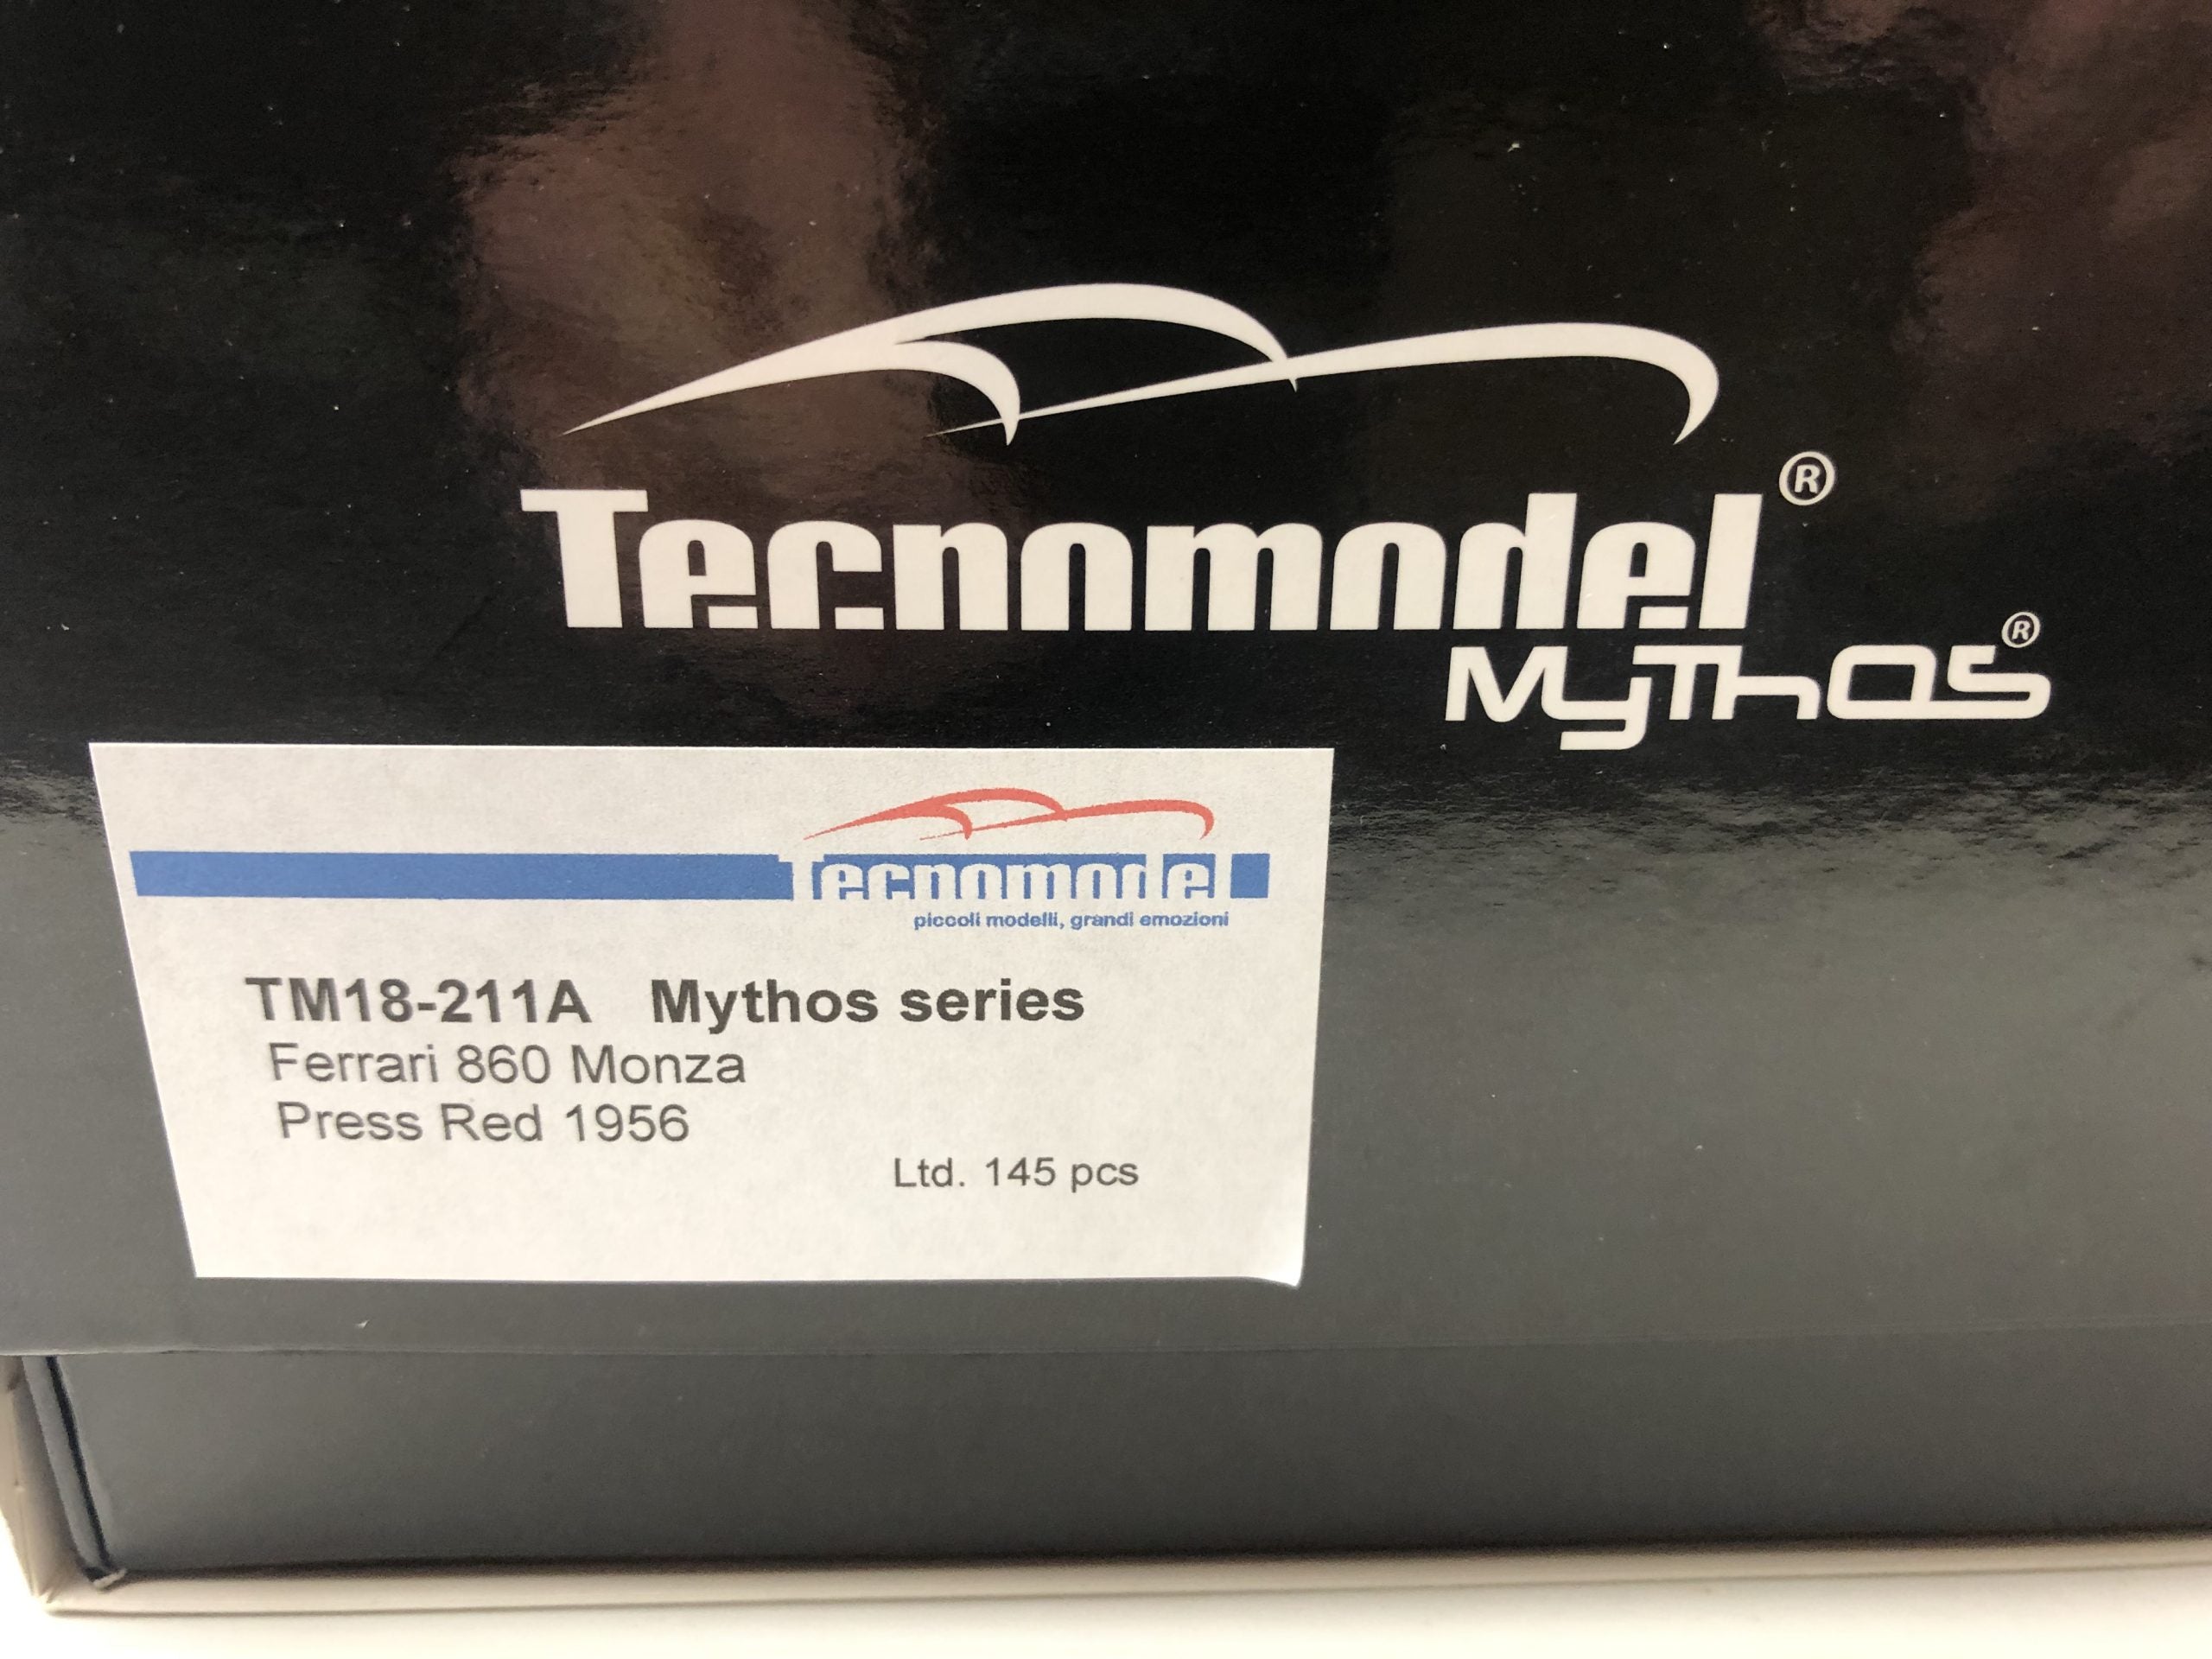 Tecnomodel®
Mythos®
Tecnomodel
piccoli modelli, grandi emozioni
TM18-211A Mythos series
Ferrari 860 Monza
Press Red 1956
Ltd. 145 pcs